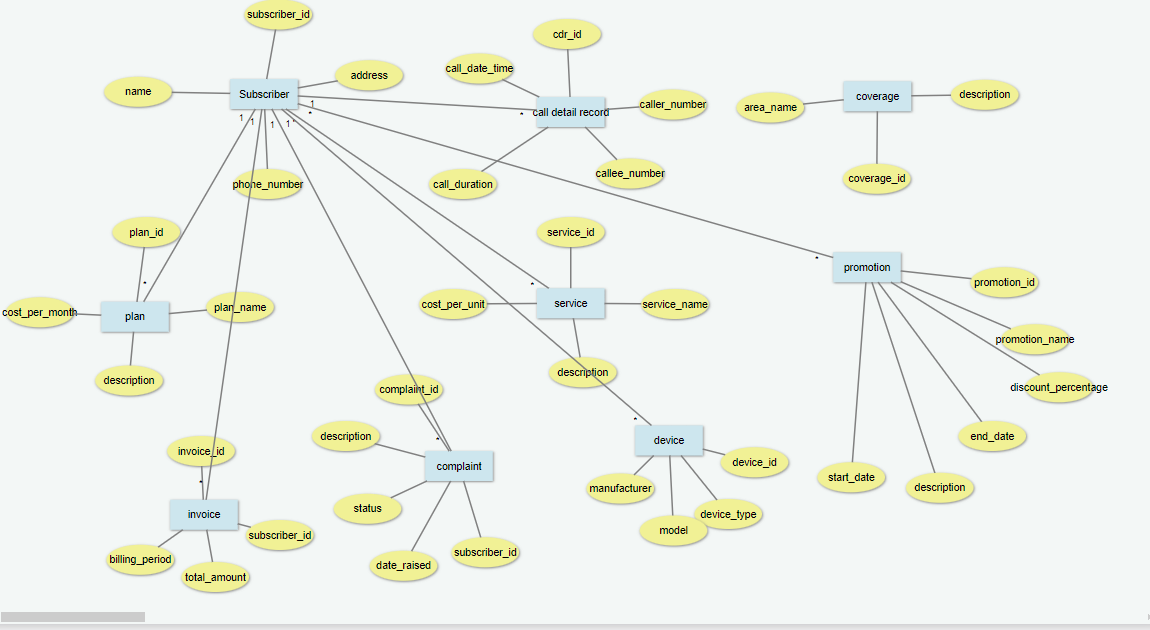 subscriber_id
cdr_id
call_date_time
address
name
Subscriber
caller_number
call detail record
area_name
coverage
description
1
*
*
1
1
1
1
*
phone_number
call_duration
callee_number
coverage_id
plan_id
service_id
*
promotion
promotion_id
*
*
cost_per_month
plan
plan_name
cost_per_unit
service
service_name
promotion_name
description
complaint_id
description
discount_percentage
*
description
*
device
end_date
invoice_id
complaint
device_id
start_date
description
*
manufacturer
status
invoice
device_type
model
subscriber_id
subscriber_id
billing_period
date_raised
total_amount